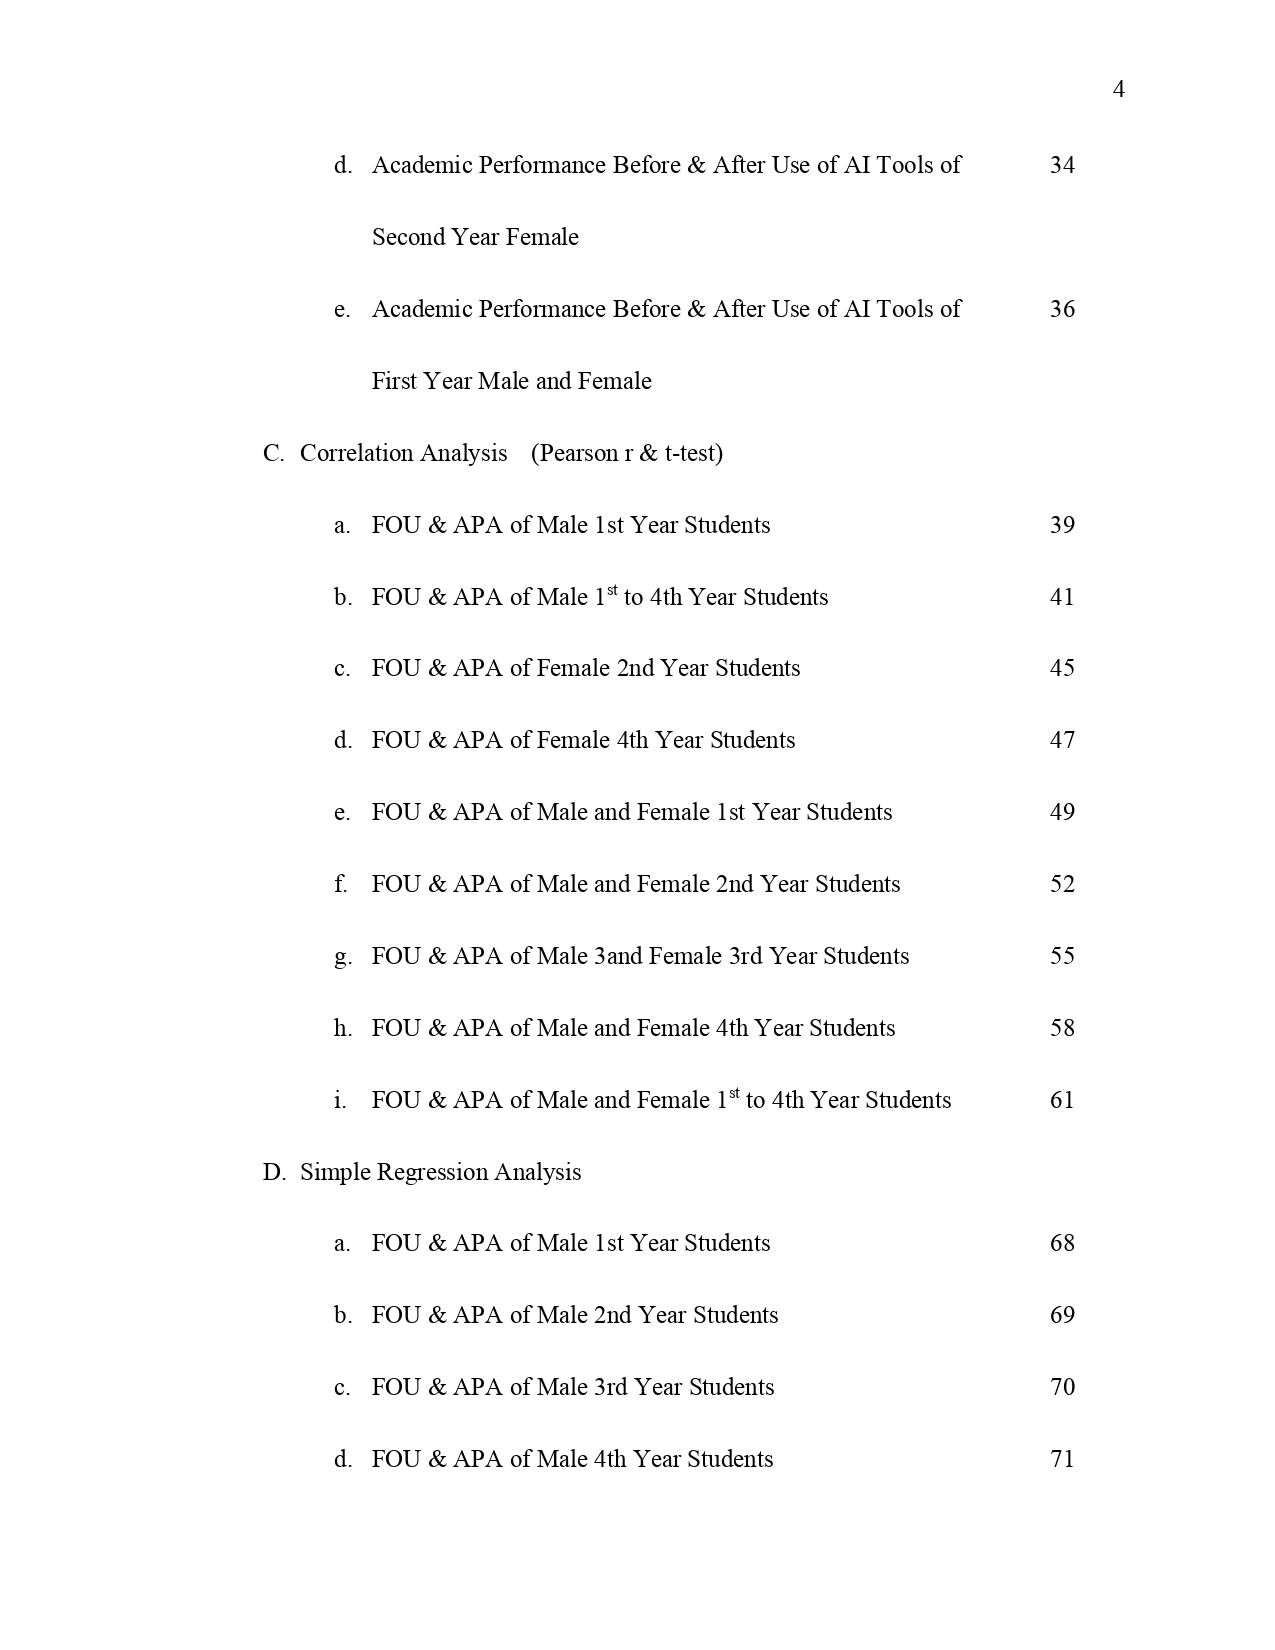 4
d. Academic Performance Before & After Use of AI Tools of 34
Second Year Female
e. Academic Performance Before & After Use of AI Tools of 36
First Year Male and Female
C. Correlation Analysis (Pearson r & t-test)
a. FOU & APA of Male 1st Year Students 39
b. FOU & APA of Male 1st to 4th Year Students 41
c. FOU & APA of Female 2nd Year Students 45
d. FOU & APA of Female 4th Year Students 47
e. FOU & APA of Male and Female 1st Year Students 49
f. FOU & APA of Male and Female 2nd Year Students 52
g. FOU & APA of Male 3and Female 3rd Year Students 55
h. FOU & APA of Male and Female 4th Year Students 58
i. FOU & APA of Male and Female 1st to 4th Year Students 61
D. Simple Regression Analysis
a. FOU & APA of Male 1st Year Students 68
b. FOU & APA of Male 2nd Year Students 69
c. FOU & APA of Male 3rd Year Students 70
d. FOU & APA of Male 4th Year Students 71